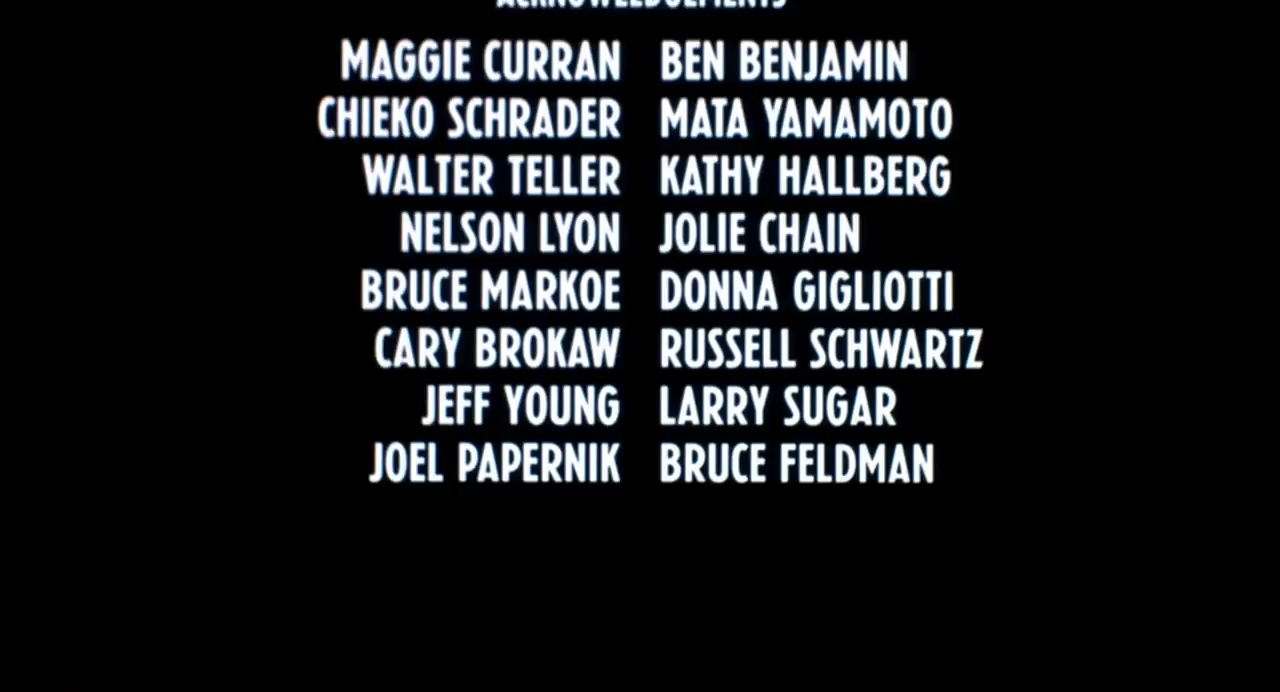 ACKNOWLEDGEMENTS
MAGGIE CURRAN BEN BENJAMIN
CHIEKO SCHRADER MATA YAMAMOTO
WALTER TELLER KATHY HALLBERG
NELSON LYON JOLIE CHAIN
BRUCE MARKOE DONNA GIGLIOTTI
CARY BROKAW RUSSELL SCHWARTZ
JEFF YOUNG LARRY SUGAR
JOEL PAPERNIK BRUCE FELDMAN